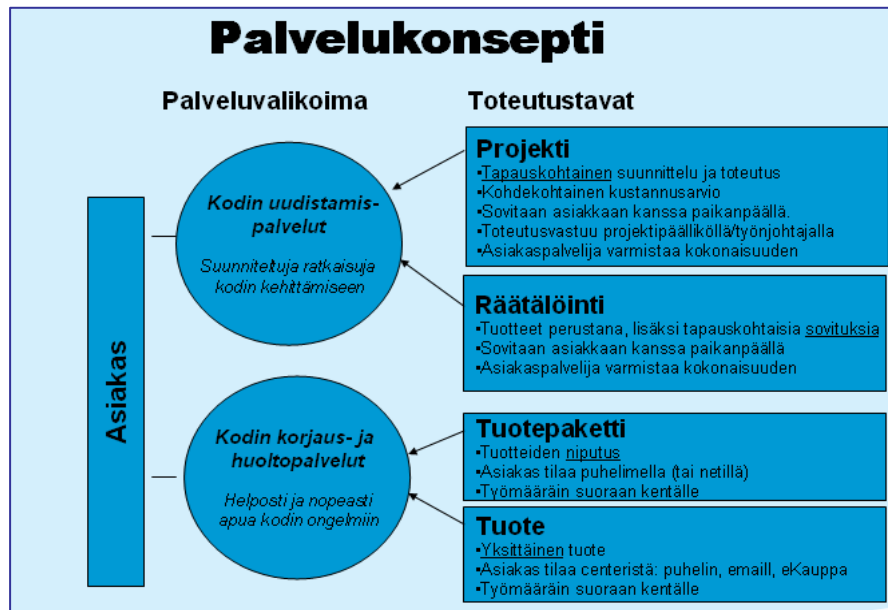 Palvelukonsepti
Palveluvalikoima
Toteutustavat
Asiakas
Kodin uudistamis-
palvelut
Suunniteltuja ratkaisuja
kodin kehittämiseen
Projekti
▪Tapauskohtainen suunnittelu ja toteutus
▪Kohdekohtainen kustannusarvio
▪Sovitaan asiakkaan kanssa paikanpäällä.
▪Toteutusvastuu projektipäälliköllä/työnjohtajalla
▪Asiakaspalvelija varmistaa kokonaisuuden
Räätälöinti
▪Tuotteet perustana, lisäksi tapauskohtaisia sovituksia
▪Sovitaan asiakkaan kanssa paikanpäällä
▪Asiakaspalvelija varmistaa kokonaisuuden
Kodin korjaus- ja
huoltopalvelut
Helposti ja nopeasti
apua kodin ongelmiin
Tuotepaketti
▪Tuotteiden niputus
▪Asiakas tilaa puhelimella (tai netillä)
▪Työmääräin suoraan kentälle
Tuote
▪Yksittäinen tuote
▪Asiakas tilaa centeristä: puhelin, emaill, eKauppa
▪Työmääräin suoraan kentälle